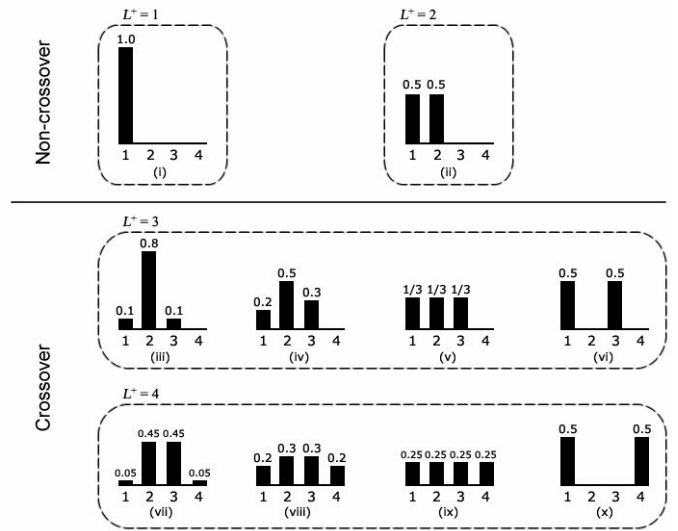 Non-crossover
L⁺ = 1
1.0
1 2 3 4
(i)
L⁺ = 2
0.5 0.5
1 2 3 4
(ii)
Crossover
L⁺ = 3
0.1 0.8 0.1
1 2 3 4
(iii)
0.2 0.5 0.3
1 2 3 4
(iv)
1/3 1/3 1/3
1 2 3 4
(v)
0.5 0.5
1 2 3 4
(vi)
L⁺ = 4
0.05 0.45 0.45 0.05
1 2 3 4
(vii)
0.2 0.3 0.3 0.2
1 2 3 4
(viii)
0.25 0.25 0.25 0.25
1 2 3 4
(ix)
0.5 0.5
1 2 3 4
(x)